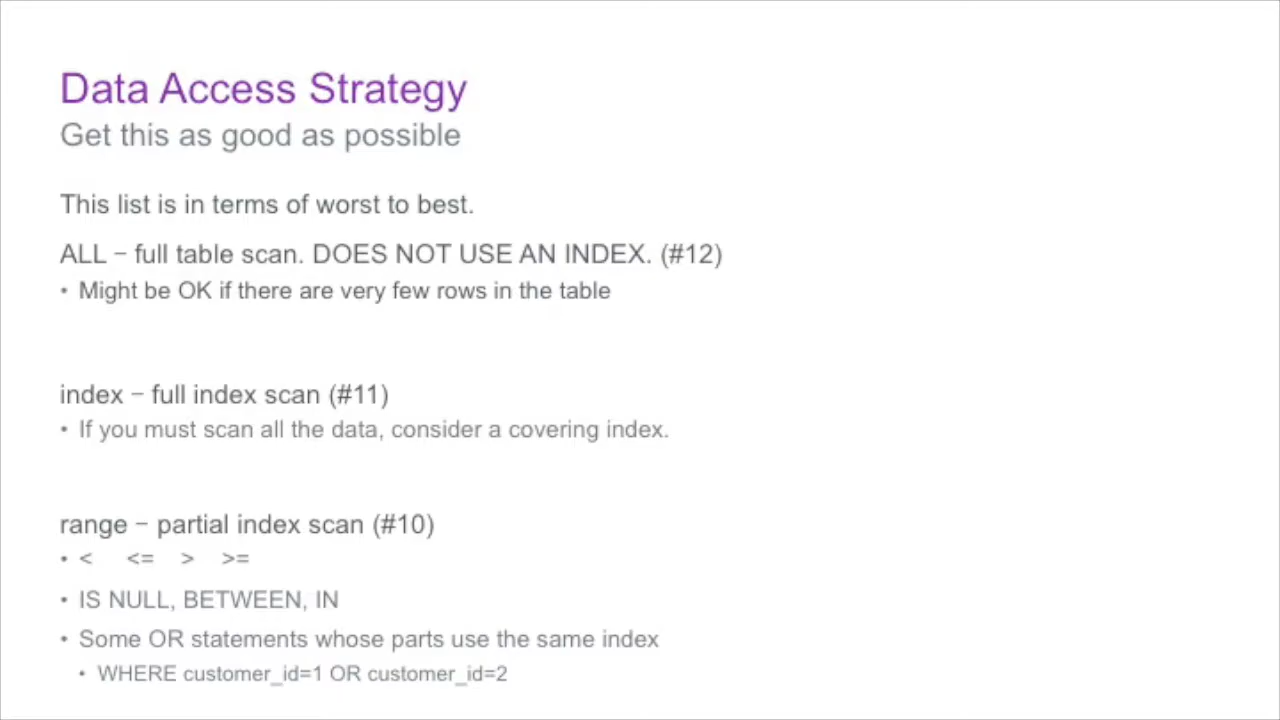 Data Access Strategy
Get this as good as possible
This list is in terms of worst to best.
ALL – full table scan. DOES NOT USE AN INDEX. (#12)
• Might be OK if there are very few rows in the table
index – full index scan (#11)
• If you must scan all the data, consider a covering index.
range – partial index scan (#10)
• < <= > >=
• IS NULL, BETWEEN, IN
• Some OR statements whose parts use the same index
• WHERE customer_id=1 OR customer_id=2